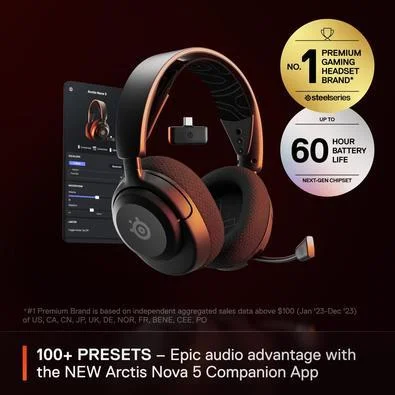 Arctis Nova 5
NO. 1
PREMIUM
GAMING
HEADSET
BRAND*
steelseries
UP TO
60 HOUR
BATTERY
LIFE
NEXT-GEN CHIPSET
*#1 Premium Brand is based on independent aggregated sales data above $100 (Jan '23-Dec '23)
of US, CA, CN, JP, UK, DE, NOR, FR, BENE, CEE, PO
100+ PRESETS – Epic audio advantage with
the NEW Arctis Nova 5 Companion App